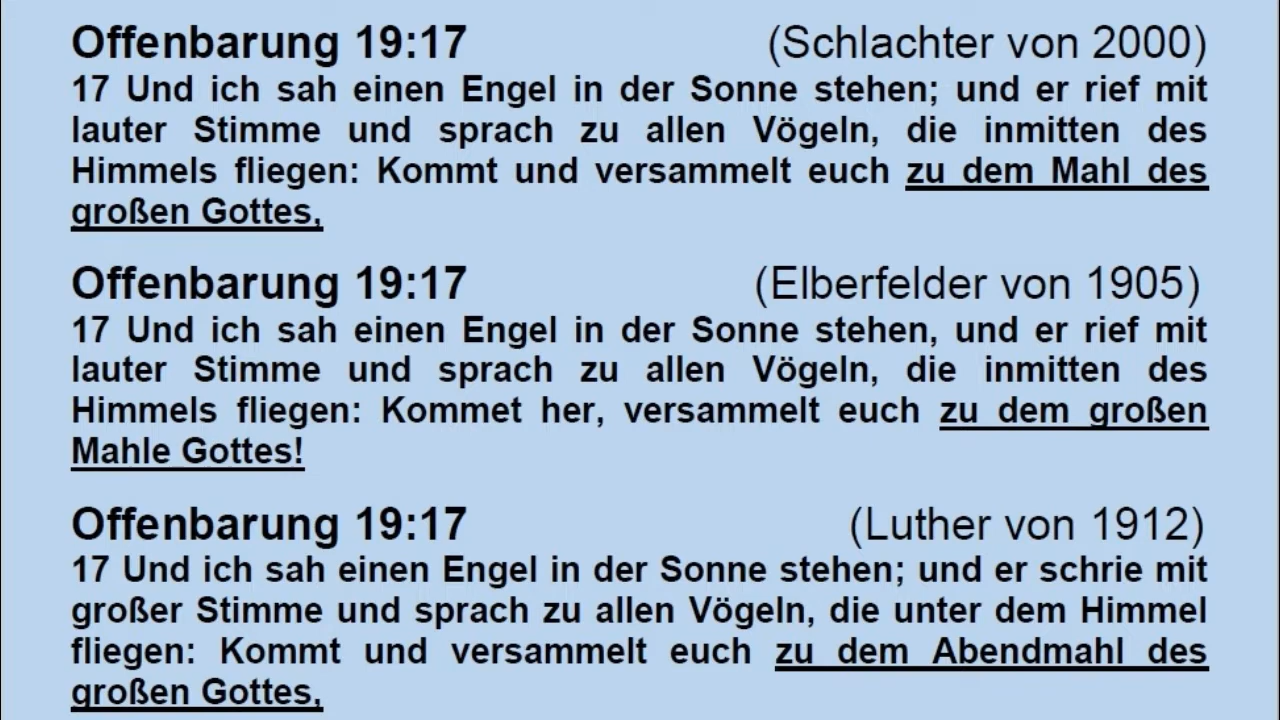 Offenbarung 19:17 (Schlachter von 2000)
17 Und ich sah einen Engel in der Sonne stehen; und er rief mit
lauter Stimme und sprach zu allen Vögeln, die inmitten des
Himmels fliegen: Kommt und versammelt euch zu dem Mahl des
großen Gottes,
Offenbarung 19:17 (Elberfelder von 1905)
17 Und ich sah einen Engel in der Sonne stehen, und er rief mit
lauter Stimme und sprach zu allen Vögeln, die inmitten des
Himmels fliegen: Kommet her, versammelt euch zu dem großen
Mahle Gottes!
Offenbarung 19:17 (Luther von 1912)
17 Und ich sah einen Engel in der Sonne stehen; und er schrie mit
großer Stimme und sprach zu allen Vögeln, die unter dem Himmel
fliegen: Kommt und versammelt euch zu dem Abendmahl des
großen Gottes,